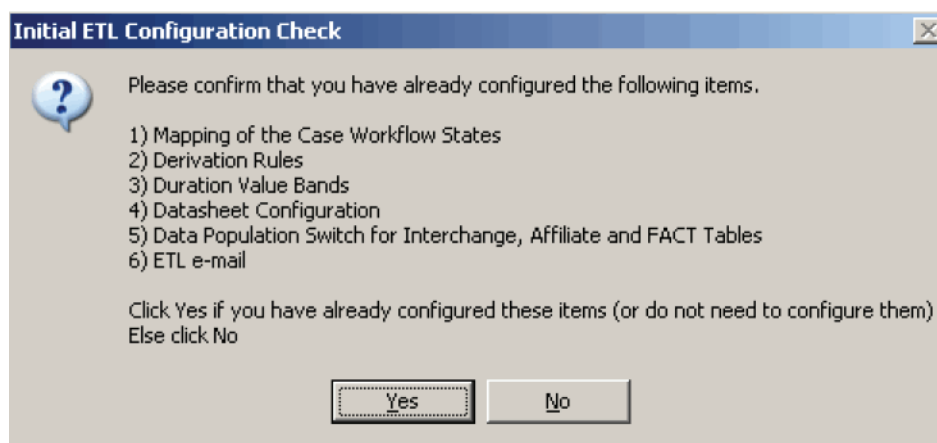 Initial ETL Configuration Check
Please confirm that you have already configured the following items.
1) Mapping of the Case Workflow States
2) Derivation Rules
3) Duration Value Bands
4) Datasheet Configuration
5) Data Population Switch for Interchange, Affiliate and FACT Tables
6) ETL e-mail
Click Yes if you have already configured these items (or do not need to configure them)
Else click No
Yes No